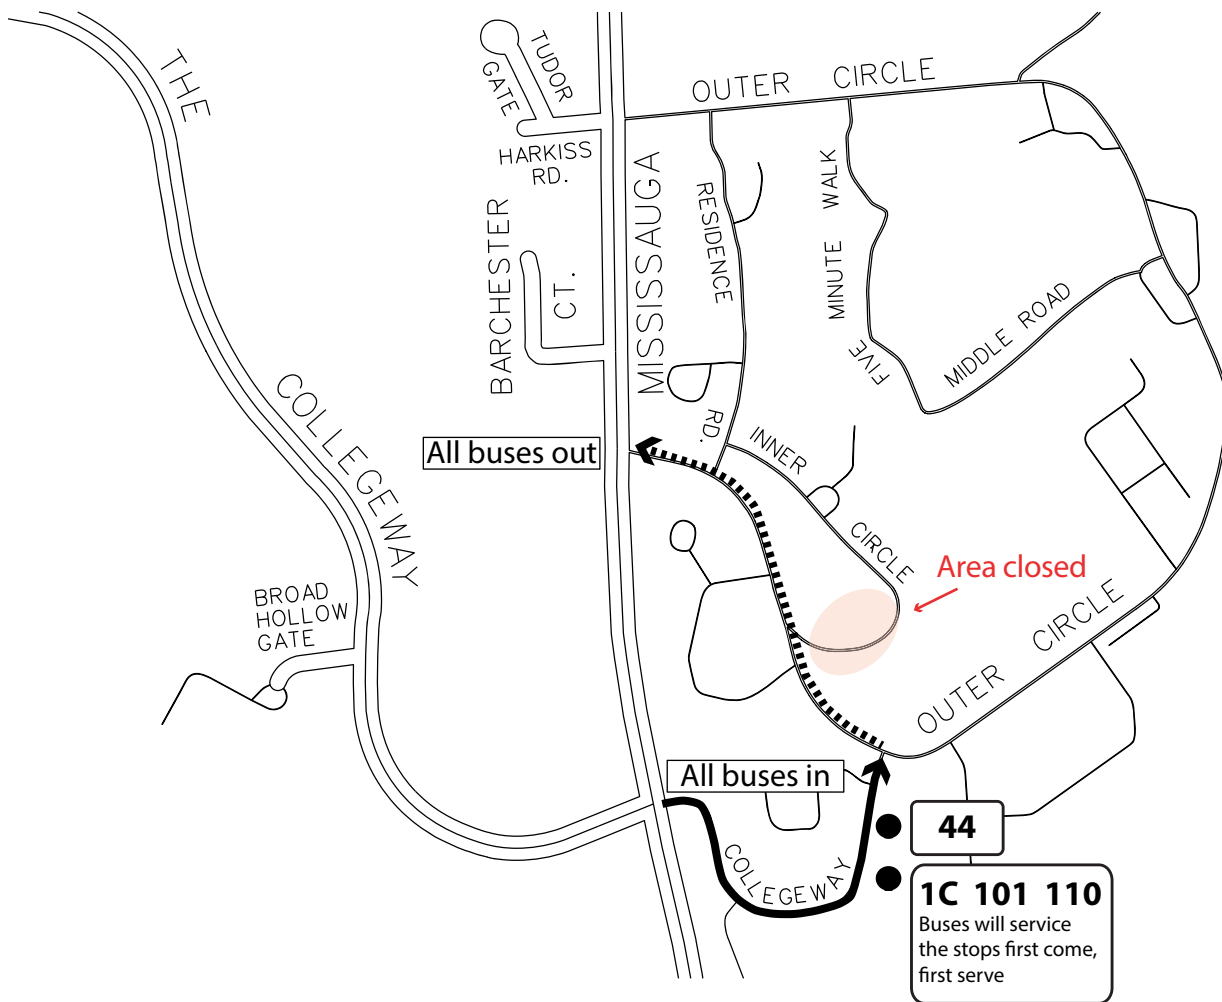 THE
COLLEGEWAY
TUDOR
GATE
HARKISS
RD.
OUTER CIRCLE
BARCHESTER
CT.
MISSISSAUGA
RD.
RESIDENCE
FIVE MINUTE WALK
MIDDLE ROAD
INNER
CIRCLE
All buses out
Area closed
BROAD
HOLLOW
GATE
OUTER CIRCLE
All buses in
COLLEGEWAY
44
1C 101 110
Buses will service
the stops first come,
first serve